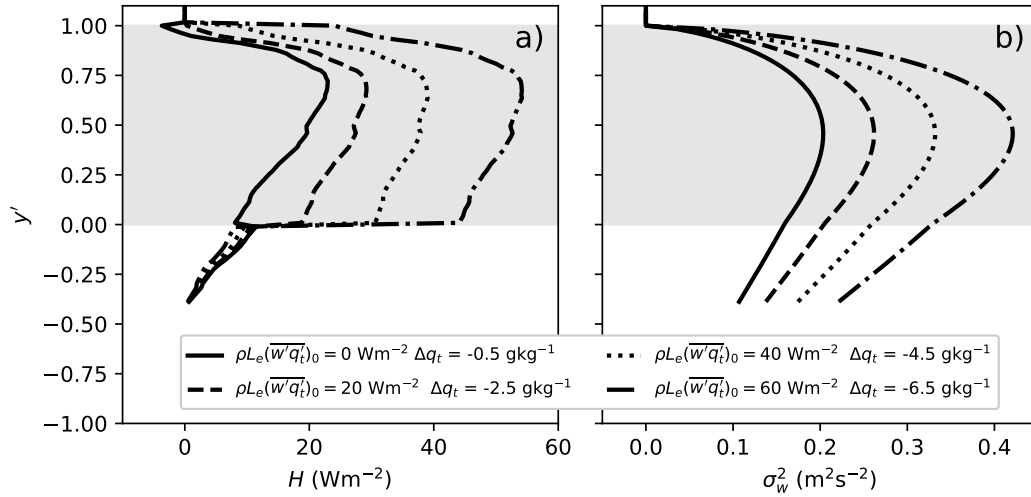 a)
b)
y′
1.00
0.75
0.50
0.25
0.00
−0.25
−0.50
−0.75
−1.00
ρLₑ(w′q′ₜ)₀ = 0 Wm⁻² Δqₜ = -0.5 gkg⁻¹
ρLₑ(w′q′ₜ)₀ = 20 Wm⁻² Δqₜ = -2.5 gkg⁻¹
ρLₑ(w′q′ₜ)₀ = 40 Wm⁻² Δqₜ = -4.5 gkg⁻¹
ρLₑ(w′q′ₜ)₀ = 60 Wm⁻² Δqₜ = -6.5 gkg⁻¹
0 20 40 60
H (Wm⁻²)
0.0 0.1 0.2 0.3 0.4
σ²_w (m²s⁻²)